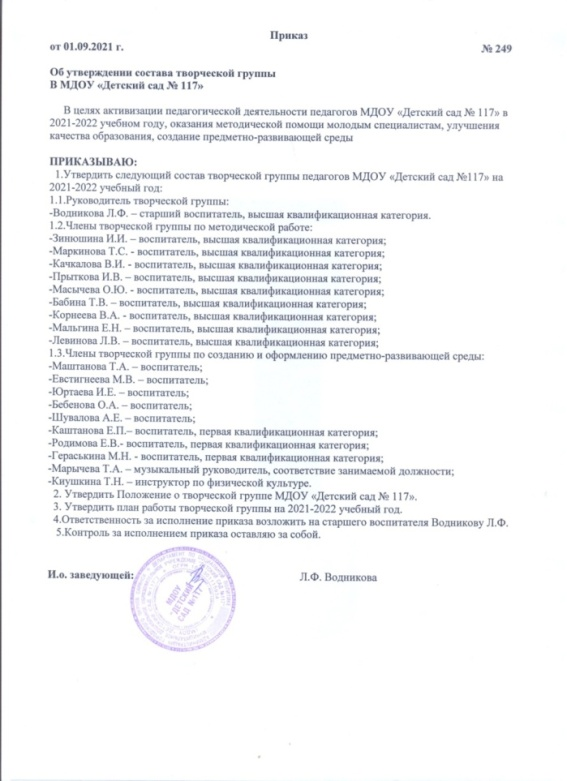 Приказ
от 01.09.2021 г. № 249
Об утверждении состава творческой группы
В МДОУ «Детский сад № 117»
В целях активизации педагогической деятельности педагогов МДОУ «Детский сад № 117» в
2021-2022 учебном году, оказания методической помощи молодым специалистам, улучшения
качества образования, создание предметно-развивающей среды
ПРИКАЗЫВАЮ:
1.Утвердить следующий состав творческой группы педагогов МДОУ «Детский сад №117» на
2021-2022 учебный год:
1.1.Руководитель творческой группы:
-Водникова Л.Ф. – старший воспитатель, высшая квалификационная категория.
1.2.Члены творческой группы по методической работе:
-Зинюшина И.И. – воспитатель, высшая квалификационная категория;
-Маркинова Т.С. - воспитатель, высшая квалификационная категория;
-Качкалова В.И. - воспитатель, высшая квалификационная категория;
-Прыткова И.В. – воспитатель, высшая квалификационная категория;
-Масычева О.Ю. - воспитатель, высшая квалификационная категория;
-Бабина Т.В. – воспитатель, высшая квалификационная категория;
-Корнеева В.А. - воспитатель, высшая квалификационная категория;
-Мальгина Е.Н. – воспитатель, высшая квалификационная категория;
-Левинова Л.В. – воспитатель, высшая квалификационная категория;
1.3.Члены творческой группы по созданию и оформлению предметно-развивающей среды:
-Маштанова Т.А. – воспитатель;
-Евстигнеева М.В. – воспитатель;
-Юртаева И.Е. – воспитатель;
-Бебенова О.А. – воспитатель;
-Шувалова А.Е. – воспитатель;
-Каштанова Е.П.– воспитатель, первая квалификационная категория;
-Родимова Е.В.- воспитатель, первая квалификационная категория;
-Гераськина М.Н. - воспитатель, первая квалификационная категория;
-Марычева Т.А. – музыкальный руководитель, соответствие занимаемой должности;
-Киушкина Т.Н. – инструктор по физической культуре.
2. Утвердить Положение о творческой группе МДОУ «Детский сад № 117».
3. Утвердить план работы творческой группы на 2021-2022 учебный год.
4.Ответственность за исполнение приказа возложить на старшего воспитателя Водникову Л.Ф.
5.Контроль за исполнением приказа оставляю за собой.
И.о. заведующей: Л.Ф. Водникова
МДОУ
"ДЕТСКИЙ
САД №117"